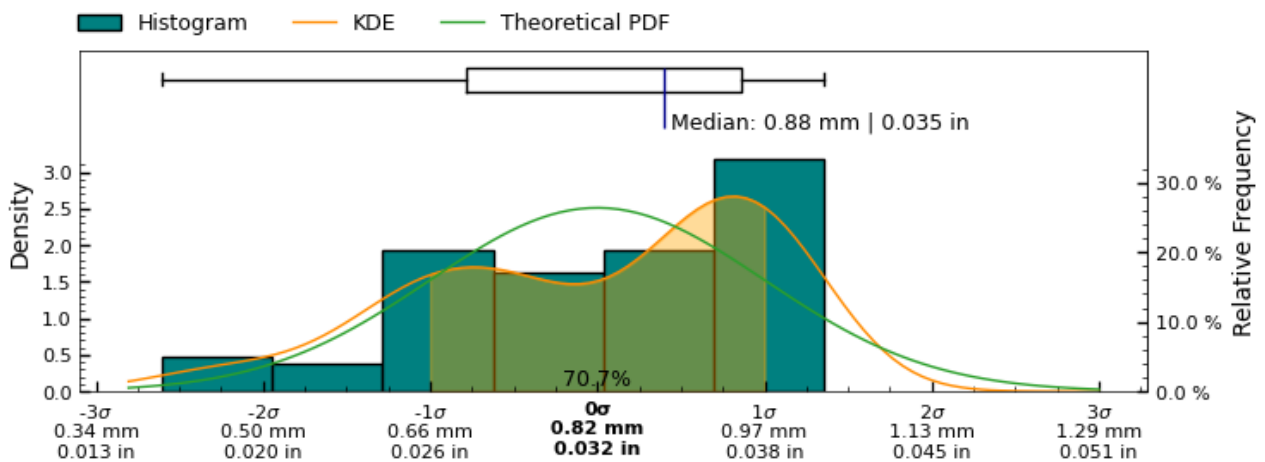 Histogram KDE Theoretical PDF
Median: 0.88 mm | 0.035 in
Density
3.0
2.5
2.0
1.5
1.0
0.5
0.0
30.0 %
20.0 %
10.0 %
0.0 %
Relative Frequency
70.7%
-3σ -2σ -1σ 0σ 1σ 2σ 3σ
0.34 mm 0.50 mm 0.66 mm 0.82 mm 0.97 mm 1.13 mm 1.29 mm
0.013 in 0.020 in 0.026 in 0.032 in 0.038 in 0.045 in 0.051 in